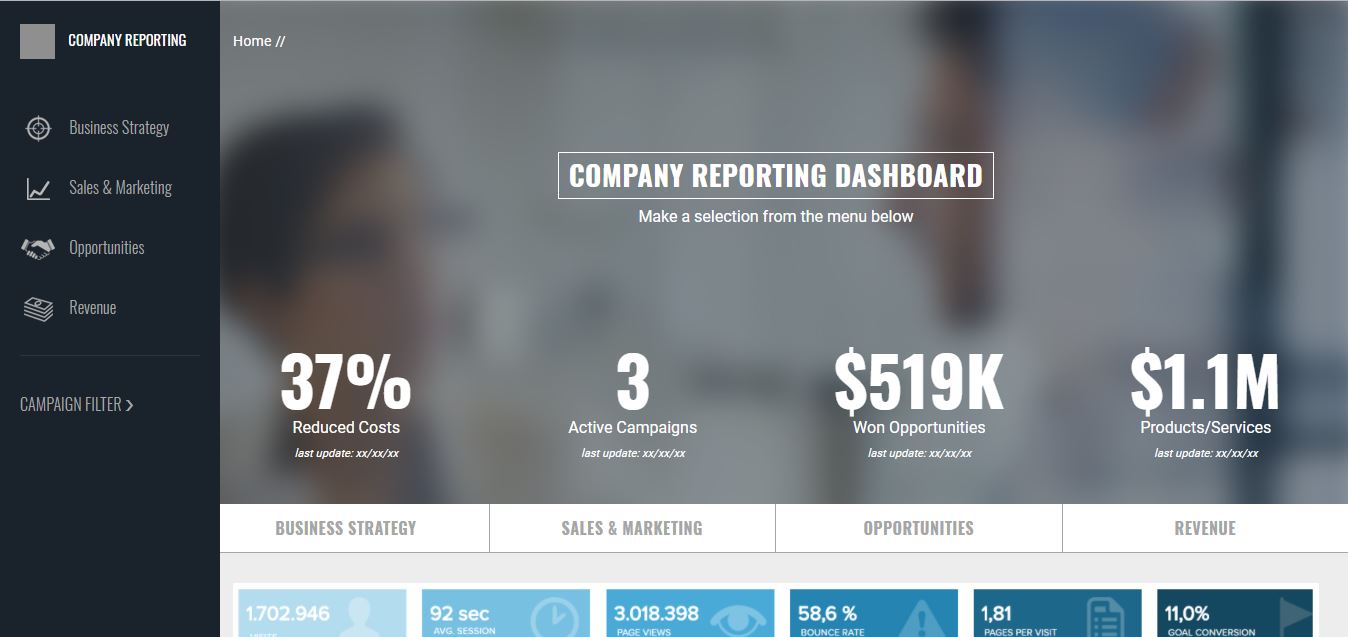 COMPANY REPORTING
Business Strategy
Sales & Marketing
Opportunities
Revenue
CAMPAIGN FILTER ❯
Home //
COMPANY REPORTING DASHBOARD
Make a selection from the menu below
37%
Reduced Costs
last update: xx/xx/xx
3
Active Campaigns
last update: xx/xx/xx
$519K
Won Opportunities
last update: xx/xx/xx
$1.1M
Products/Services
last update: xx/xx/xx
BUSINESS STRATEGY
SALES & MARKETING
OPPORTUNITIES
REVENUE
1.702.946
VISITS
92 sec
AVG. SESSION
3.018.398
PAGE VIEWS
58,6 %
BOUNCE RATE
1,81
PAGES PER VISIT
11,0%
GOAL CONVERSION